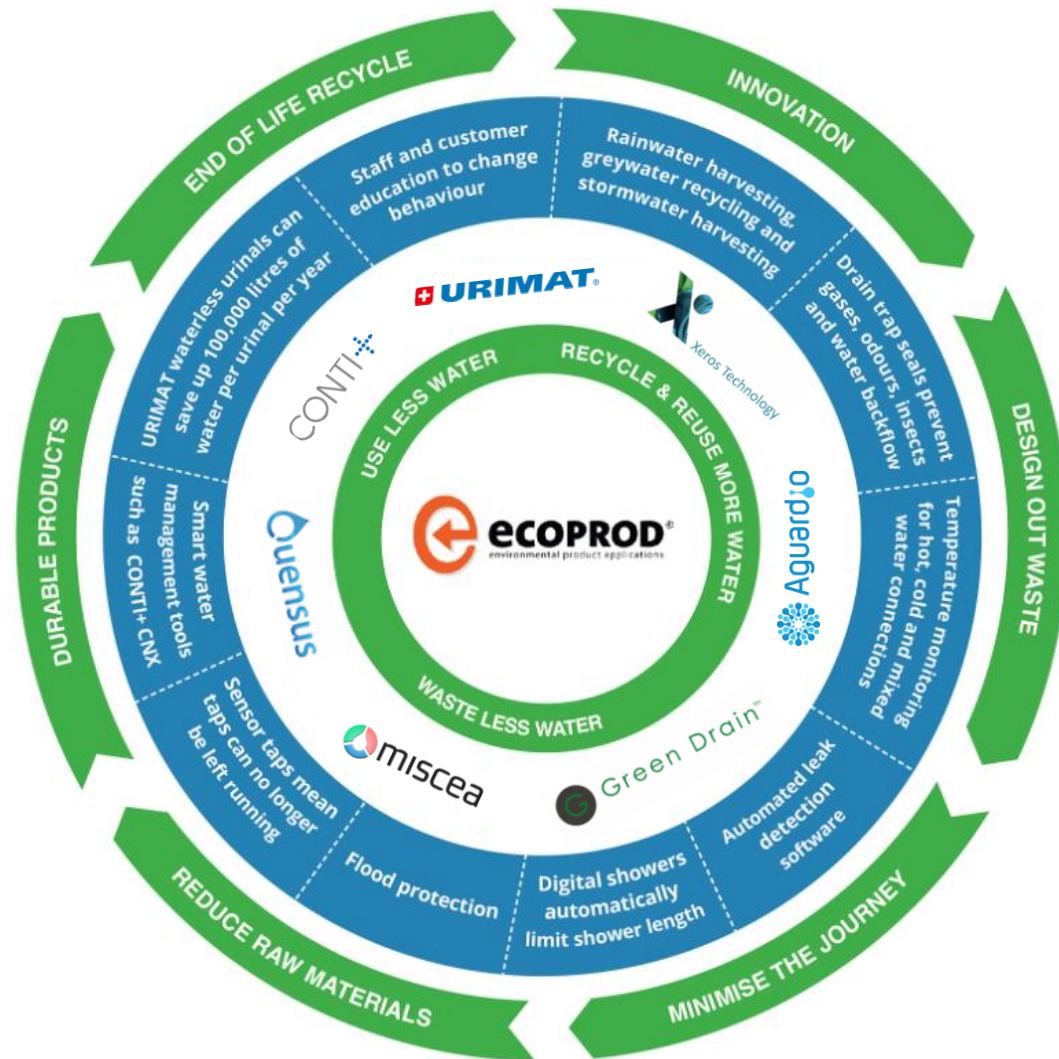 INNOVATION
DESIGN OUT WASTE
MINIMISE THE JOURNEY
REDUCE RAW MATERIALS
DURABLE PRODUCTS
END OF LIFE RECYCLE
Rainwater harvesting,
greywater recycling and
stormwater harvesting
Drain trap seals prevent
gases, odours, insects
and water backflow
Temperature monitoring
for hot, cold and mixed
water connections
Automated leak
detection
software
Digital showers
automatically
limit shower length
Flood protection
Sensor taps mean
taps can no longer
be left running
Smart water
management tools
such as CONTI+ CNX
URIMAT waterless urinals can
save up 100,000 litres of
water per urinal per year
Staff and customer
education to change
behaviour
URIMAT®
Xeros Technology
Aguardio
Green Drain™
miscea
Quensus
CONTI+
USE LESS WATER
RECYCLE & REUSE MORE WATER
WASTE LESS WATER
ecoprod®
environmental product applications